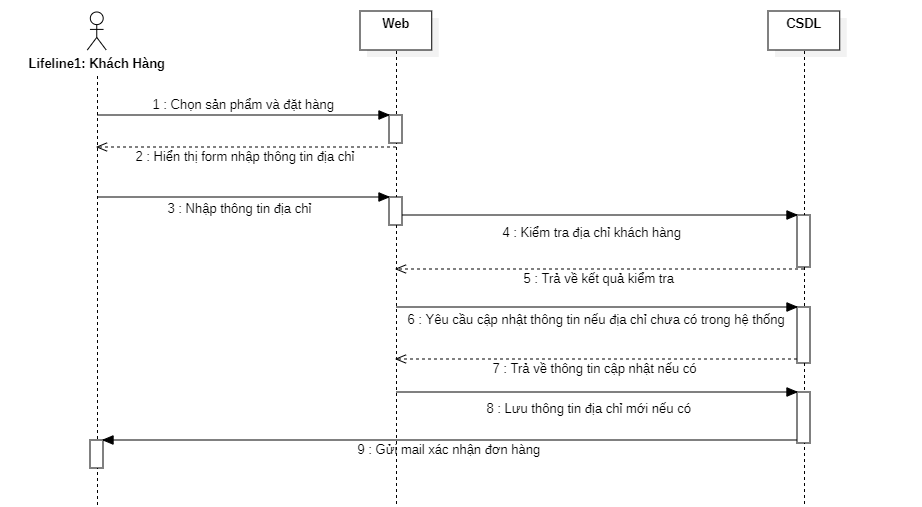 Web
CSDL
Lifeline1: Khách Hàng
1 : Chọn sản phẩm và đặt hàng
2 : Hiển thị form nhập thông tin địa chỉ
3 : Nhập thông tin địa chỉ
4 : Kiểm tra địa chỉ khách hàng
5 : Trả về kết quả kiểm tra
6 : Yêu cầu cập nhật thông tin nếu địa chỉ chưa có trong hệ thống
7 : Trả về thông tin cập nhật nếu có
8 : Lưu thông tin địa chỉ mới nếu có
9 : Gửi mail xác nhận đơn hàng